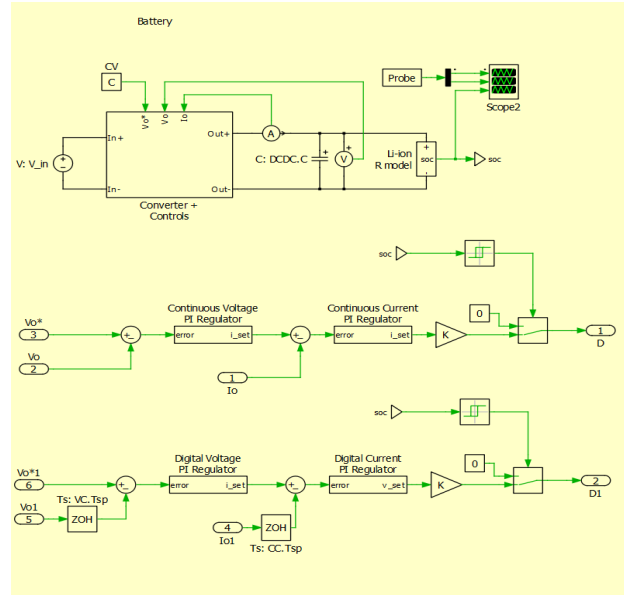 Battery
CV
C
Probe
Scope2
Vo*
Vo
Io
In+
Out+
A
V: V_in
C: DCDC.C
V
Li-ion
R model
+
soc
-
soc
In-
Out-
Converter +
Controls
soc
Continuous Voltage
PI Regulator
Continuous Current
PI Regulator
0
Vo*
3
+
-
error
i_set
+
-
error
i_set
K
1
D
2
Vo
1
Io
soc
Digital Voltage
PI Regulator
Digital Current
PI Regulator
0
Vo*1
6
+
-
error
i_set
+
-
error
v_set
K
2
D1
Vo1
5
Ts: VC.Tsp
ZOH
4
Io1
ZOH
Ts: CC.Tsp